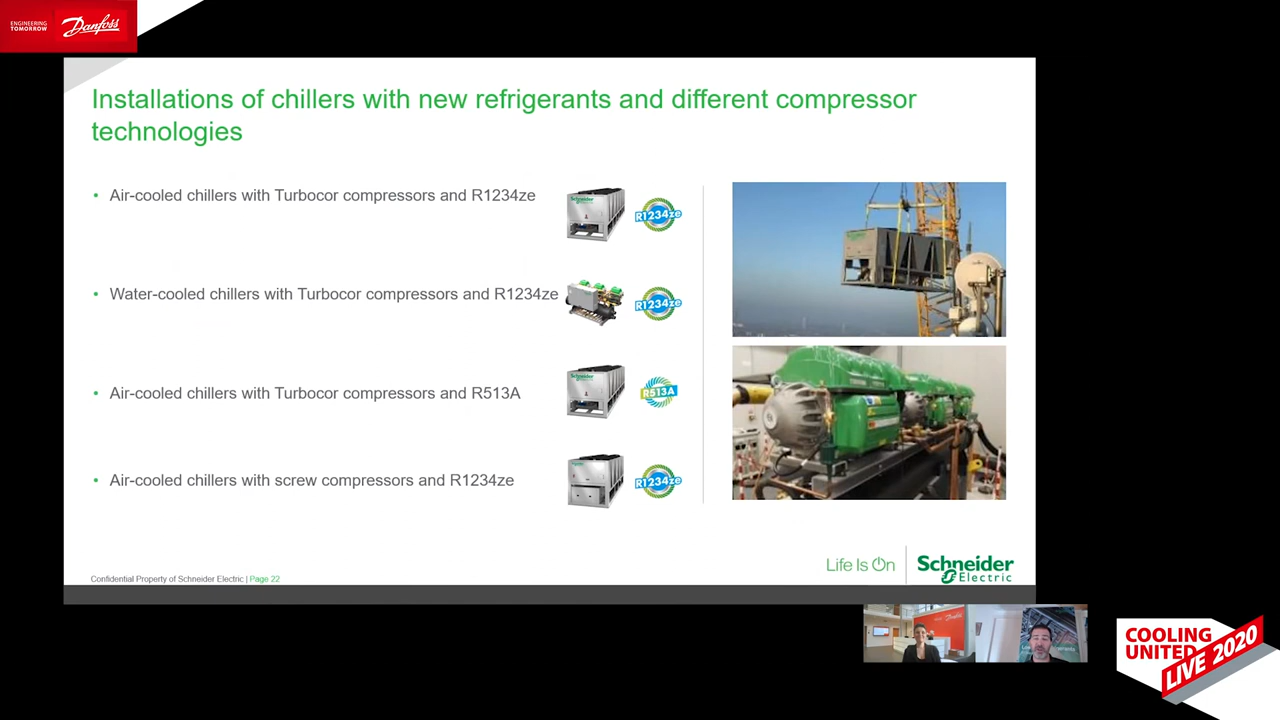 ENGINEERING
TOMORROW
Danfoss
Installations of chillers with new refrigerants and different compressor
technologies
• Air-cooled chillers with Turbocor compressors and R1234ze
R1234ze
• Water-cooled chillers with Turbocor compressors and R1234ze
R1234ze
• Air-cooled chillers with Turbocor compressors and R513A
R513A
• Air-cooled chillers with screw compressors and R1234ze
R1234ze
Confidential Property of Schneider Electric | Page 22
Life Is On
Schneider
Electric
Danfoss
COOLING
UNITED
LIVE 2020